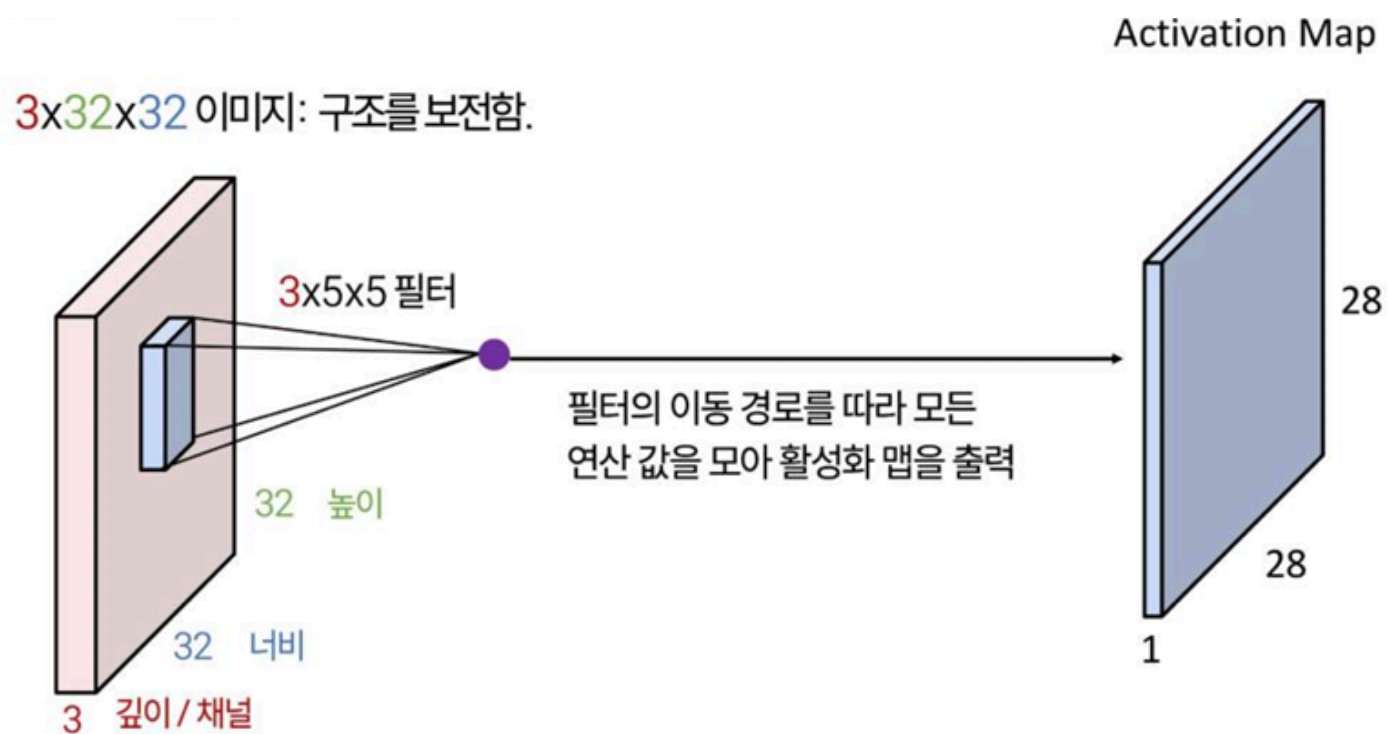 Activation Map
3x32x32 이미지: 구조를 보전함.
3x5x5 필터
28
필터의 이동 경로를 따라 모든
연산 값을 모아 활성화 맵을 출력
32 높이
28
32 너비
1
3 깊이 / 채널